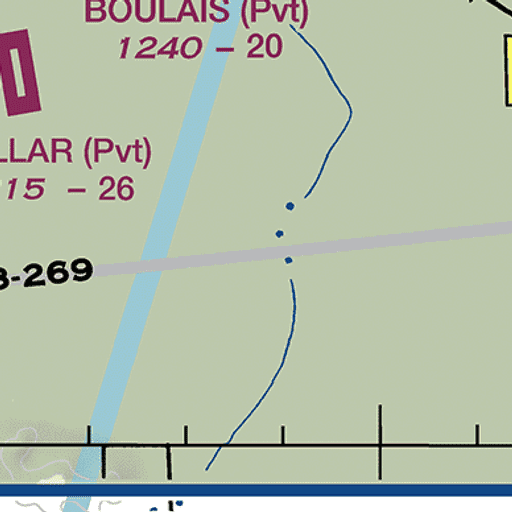 BOULAIS (Pvt)
1240 – 20
LLAR (Pvt)
15 – 26
3-269